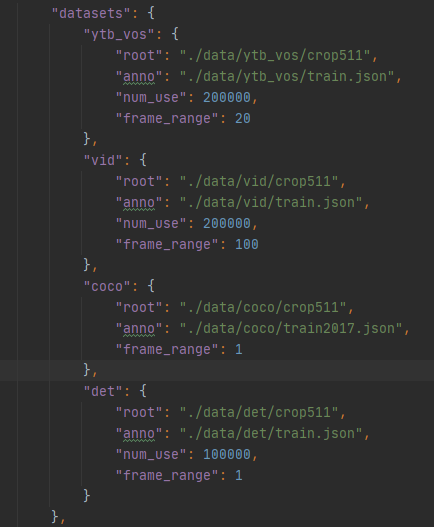 "datasets": {
"ytb_vos": {
"root": "./data/ytb_vos/crop511",
"anno": "./data/ytb_vos/train.json",
"num_use": 200000,
"frame_range": 20
},
"vid": {
"root": "./data/vid/crop511",
"anno": "./data/vid/train.json",
"num_use": 200000,
"frame_range": 100
},
"coco": {
"root": "./data/coco/crop511",
"anno": "./data/coco/train2017.json",
"frame_range": 1
},
"det": {
"root": "./data/det/crop511",
"anno": "./data/det/train.json",
"num_use": 100000,
"frame_range": 1
}
},